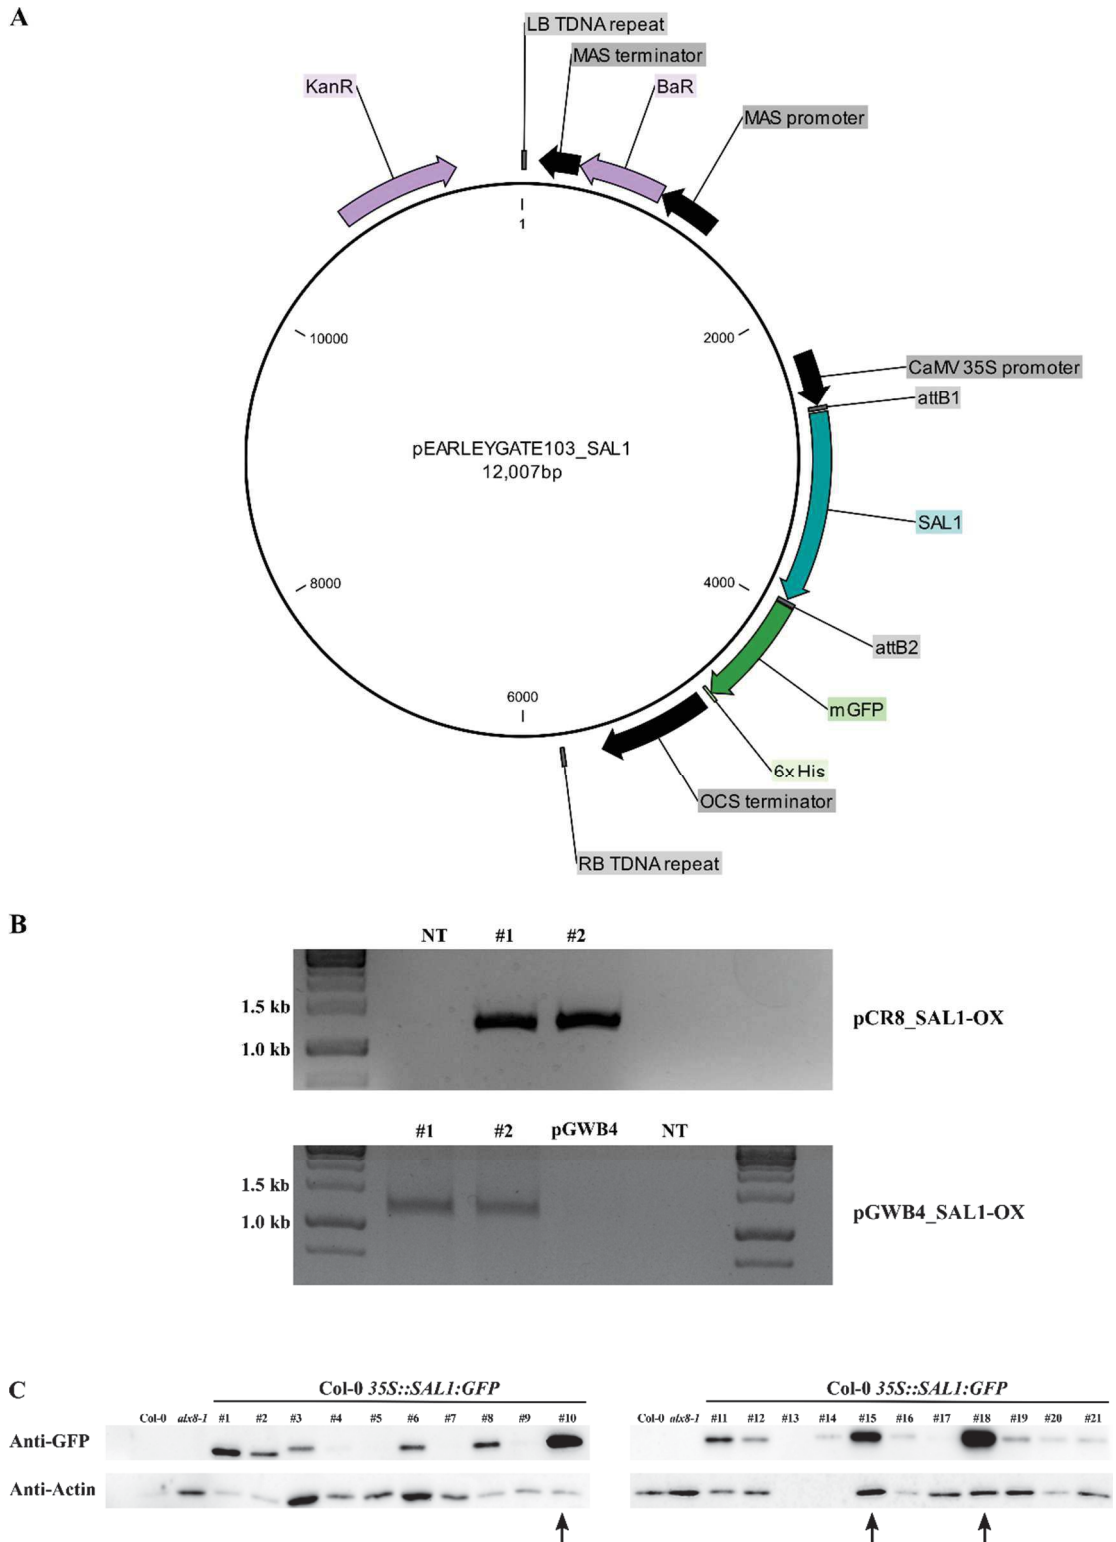 A
LB TDNA repeat
MAS terminator
KanR
BaR
MAS promoter
1
10000
2000
CaMV 35S promoter
attB1
pEARLEYGATE103_SAL1
12,007bp
SAL1
8000
4000
attB2
6000
mGFP
6xHis
OCS terminator
RB TDNA repeat
B
NT #1 #2
1.5 kb
pCR8_SAL1-OX
1.0 kb
#1 #2 pGWB4 NT
1.5 kb
pGWB4_SAL1-OX
1.0 kb
C
Col-0 35S::SAL1:GFP Col-0 35S::SAL1:GFP
Col-0 alx8-1 #1 #2 #3 #4 #5 #6 #7 #8 #9 #10 Col-0 alx8-1 #11 #12 #13 #14 #15 #16 #17 #18 #19 #20 #21
Anti-GFP
Anti-Actin